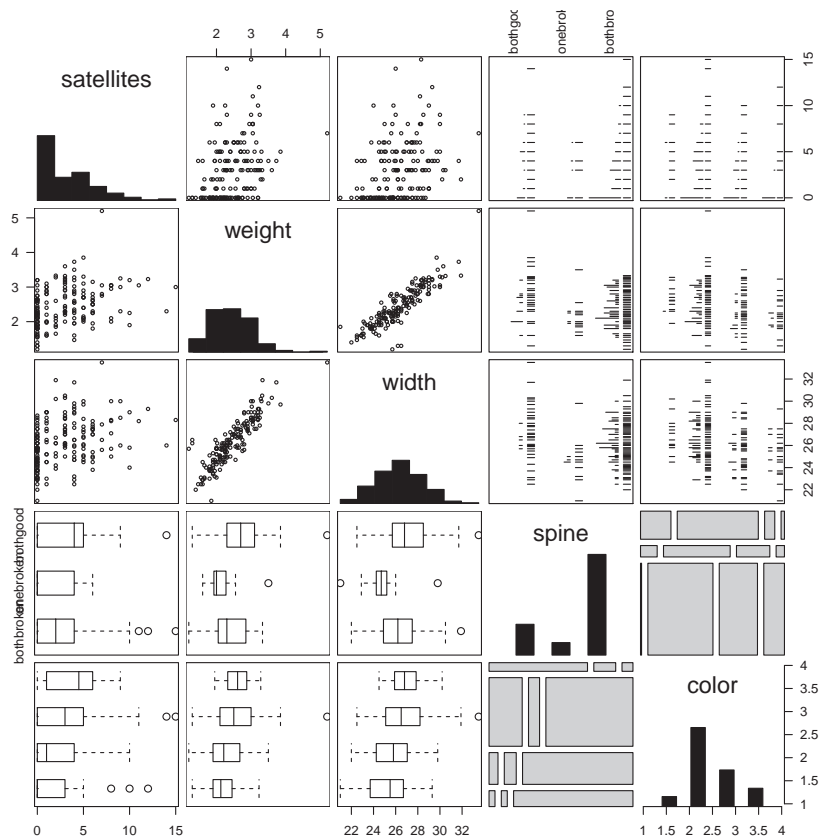 bothgood onebroken bothbroken
2 3 4 5
satellites
0 5 10 15
weight
2 3 4 5
width
22 24 26 28 30 32
bothbroken onebroken bothgood
spine
color
1 1.5 2 2.5 3 3.5 4
0 5 10 15
22 24 26 28 30 32
1 1.5 2 2.5 3 3.5 4